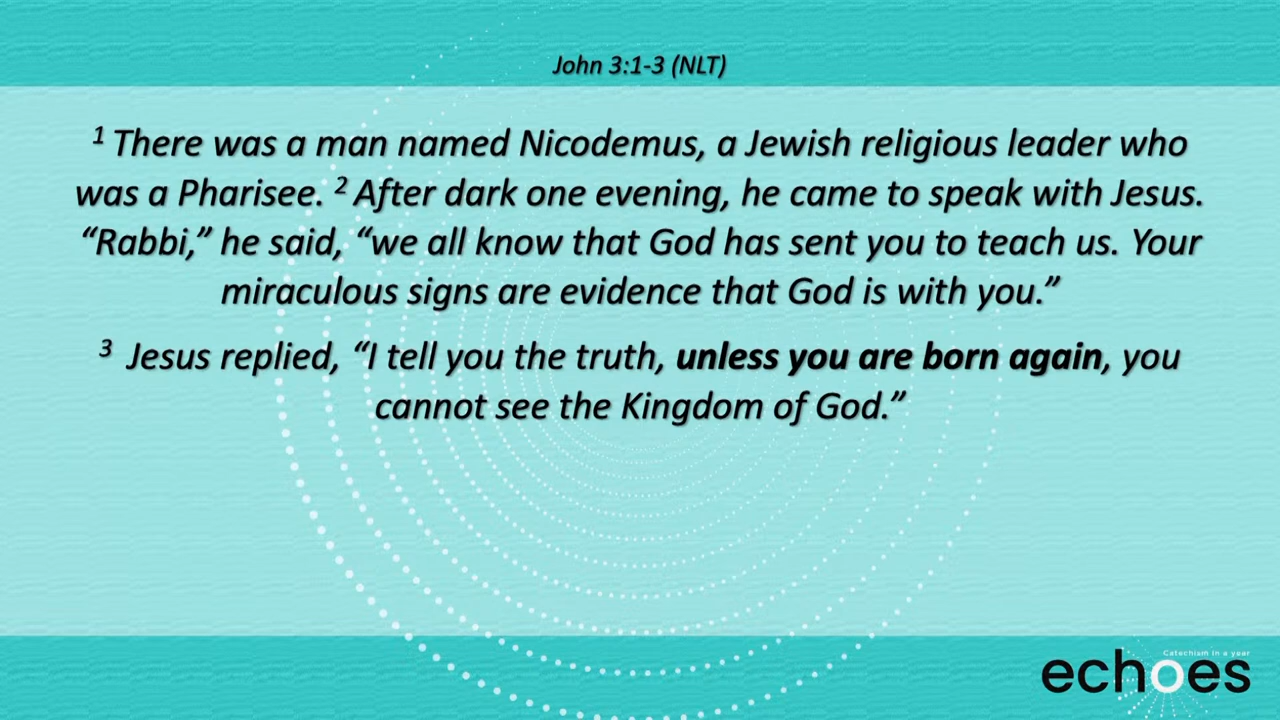 John 3:1-3 (NLT)
1 There was a man named Nicodemus, a Jewish religious leader who
was a Pharisee. 2 After dark one evening, he came to speak with Jesus.
“Rabbi,” he said, “we all know that God has sent you to teach us. Your
miraculous signs are evidence that God is with you.”
3 Jesus replied, “I tell you the truth, unless you are born again, you
cannot see the Kingdom of God.”
Catechism in a year
echoes